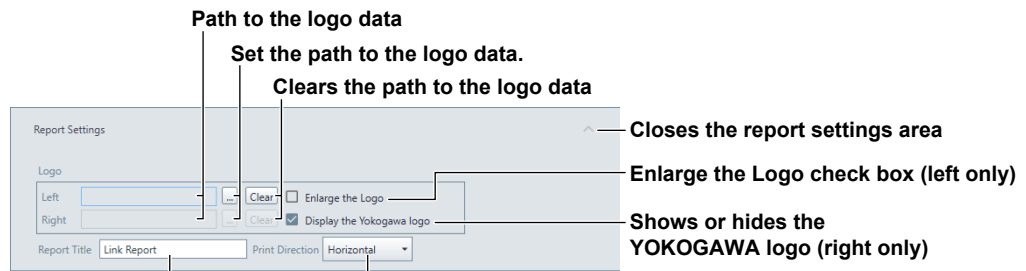 Path to the logo data
Set the path to the logo data.
Clears the path to the logo data
Report Settings
Closes the report settings area
Logo
Enlarge the Logo check box (left only)
Left ... Clear Enlarge the Logo
Right ... Clear Display the Yokogawa logo
Shows or hides the
YOKOGAWA logo (right only)
Report Title Link Report Print Direction Horizontal